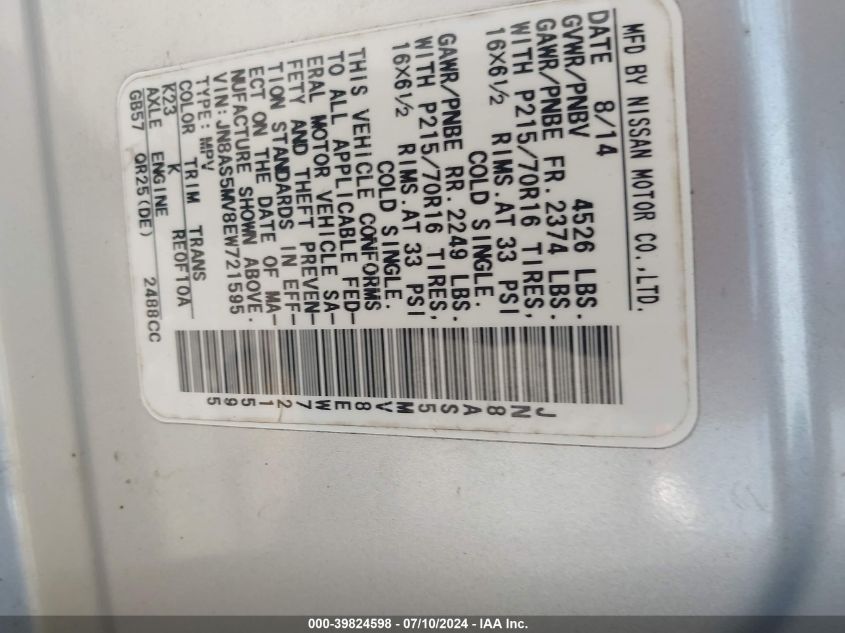 MFD BY NISSAN MOTOR CO.,LTD.
DATE 8/14
GVWR/PNBV 4526 LBS.
GAWR/PNBE FR. 2374 LBS.
WITH P215/70R16 TIRES,
16X6½ RIMS.AT 33 PSI
COLD SINGLE.
GAWR/PNBE RR. 2249 LBS.
WITH P215/70R16 TIRES,
16X6½ RIMS.AT 33 PSI
COLD SINGLE.
THIS VEHICLE CONFORMS
TO ALL APPLICABLE FED-
ERAL MOTOR VEHICLE SA-
FETY AND THEFT PREVEN-
TION STANDARDS IN EFF-
ECT ON THE DATE OF MA-
NUFACTURE SHOWN ABOVE.
VIN:JN8AS5MV8EW721595
TYPE:MPV
COLOR TRIM TRANS
K23 K RE0F10A
AXLE ENGINE
GB57 QR25(DE) 2488CC
JN8AS5MV8EW721595
000-39824598 - 07/10/2024 - IAA Inc.